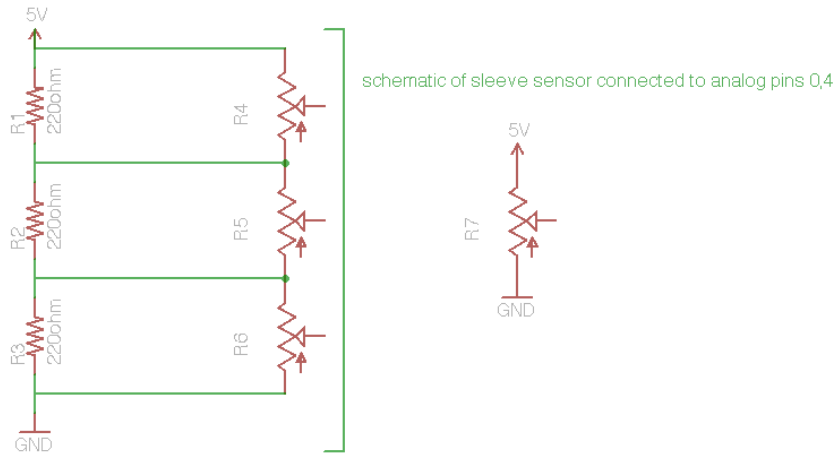 5V
schematic of sleeve sensor connected to analog pins 0,4
R1
220ohm
R4
5V
R2
220ohm
R5
R7
R3
220ohm
R6
GND
GND